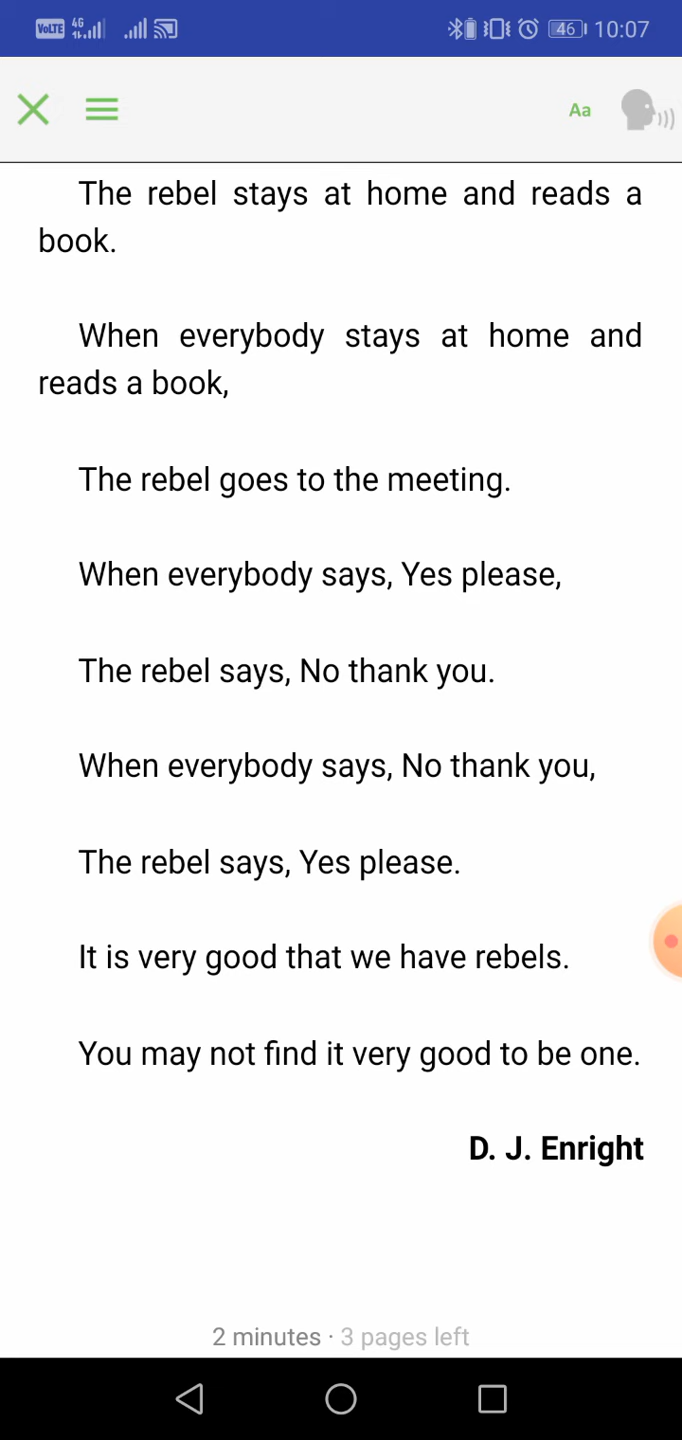 VoLTE 4G 46 10:07
Aa
The rebel stays at home and reads a
book.
When everybody stays at home and
reads a book,
The rebel goes to the meeting.
When everybody says, Yes please,
The rebel says, No thank you.
When everybody says, No thank you,
The rebel says, Yes please.
It is very good that we have rebels.
You may not find it very good to be one.
D. J. Enright
2 minutes · 3 pages left